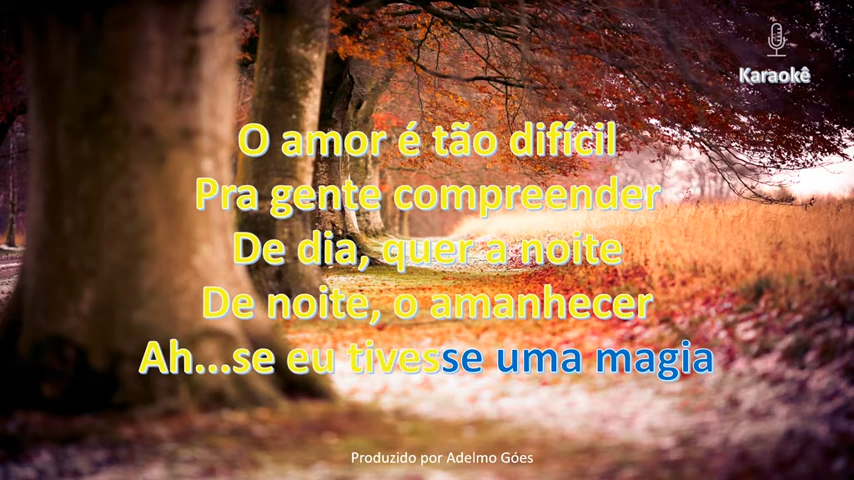 Karaokê
O amor é tão difícil
Pra gente compreender
De dia, quer a noite
De noite, o amanhecer
Ah...se eu tivesse uma magia
Produzido por Adelmo Góes